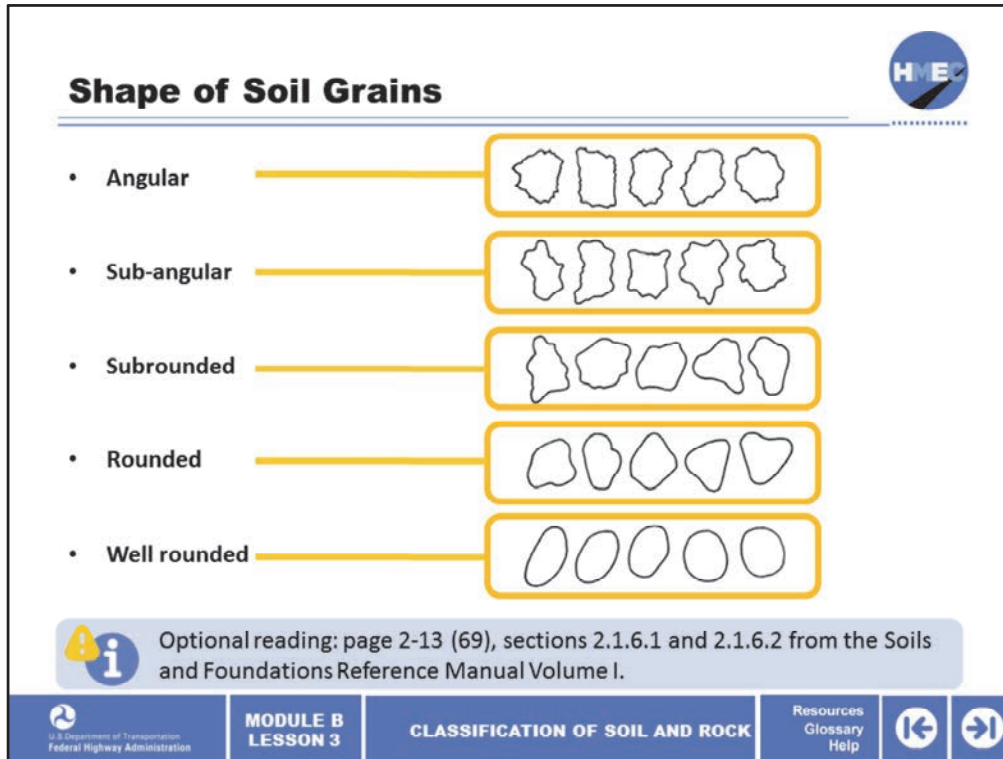 Shape of Soil Grains
HMEC
• Angular
• Sub-angular
• Subrounded
• Rounded
• Well rounded
Optional reading: page 2-13 (69), sections 2.1.6.1 and 2.1.6.2 from the Soils
and Foundations Reference Manual Volume I.
U.S. Department of Transportation
Federal Highway Administration
MODULE B
LESSON 3
CLASSIFICATION OF SOIL AND ROCK
Resources
Glossary
Help